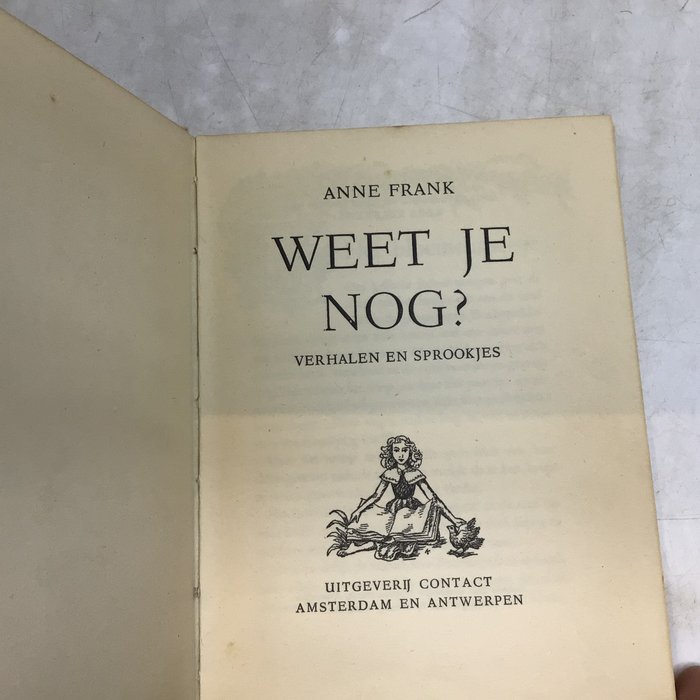 ANNE FRANK
WEET JE
NOG?
VERHALEN EN SPROOKJES
UITGEVERIJ CONTACT
AMSTERDAM EN ANTWERPEN